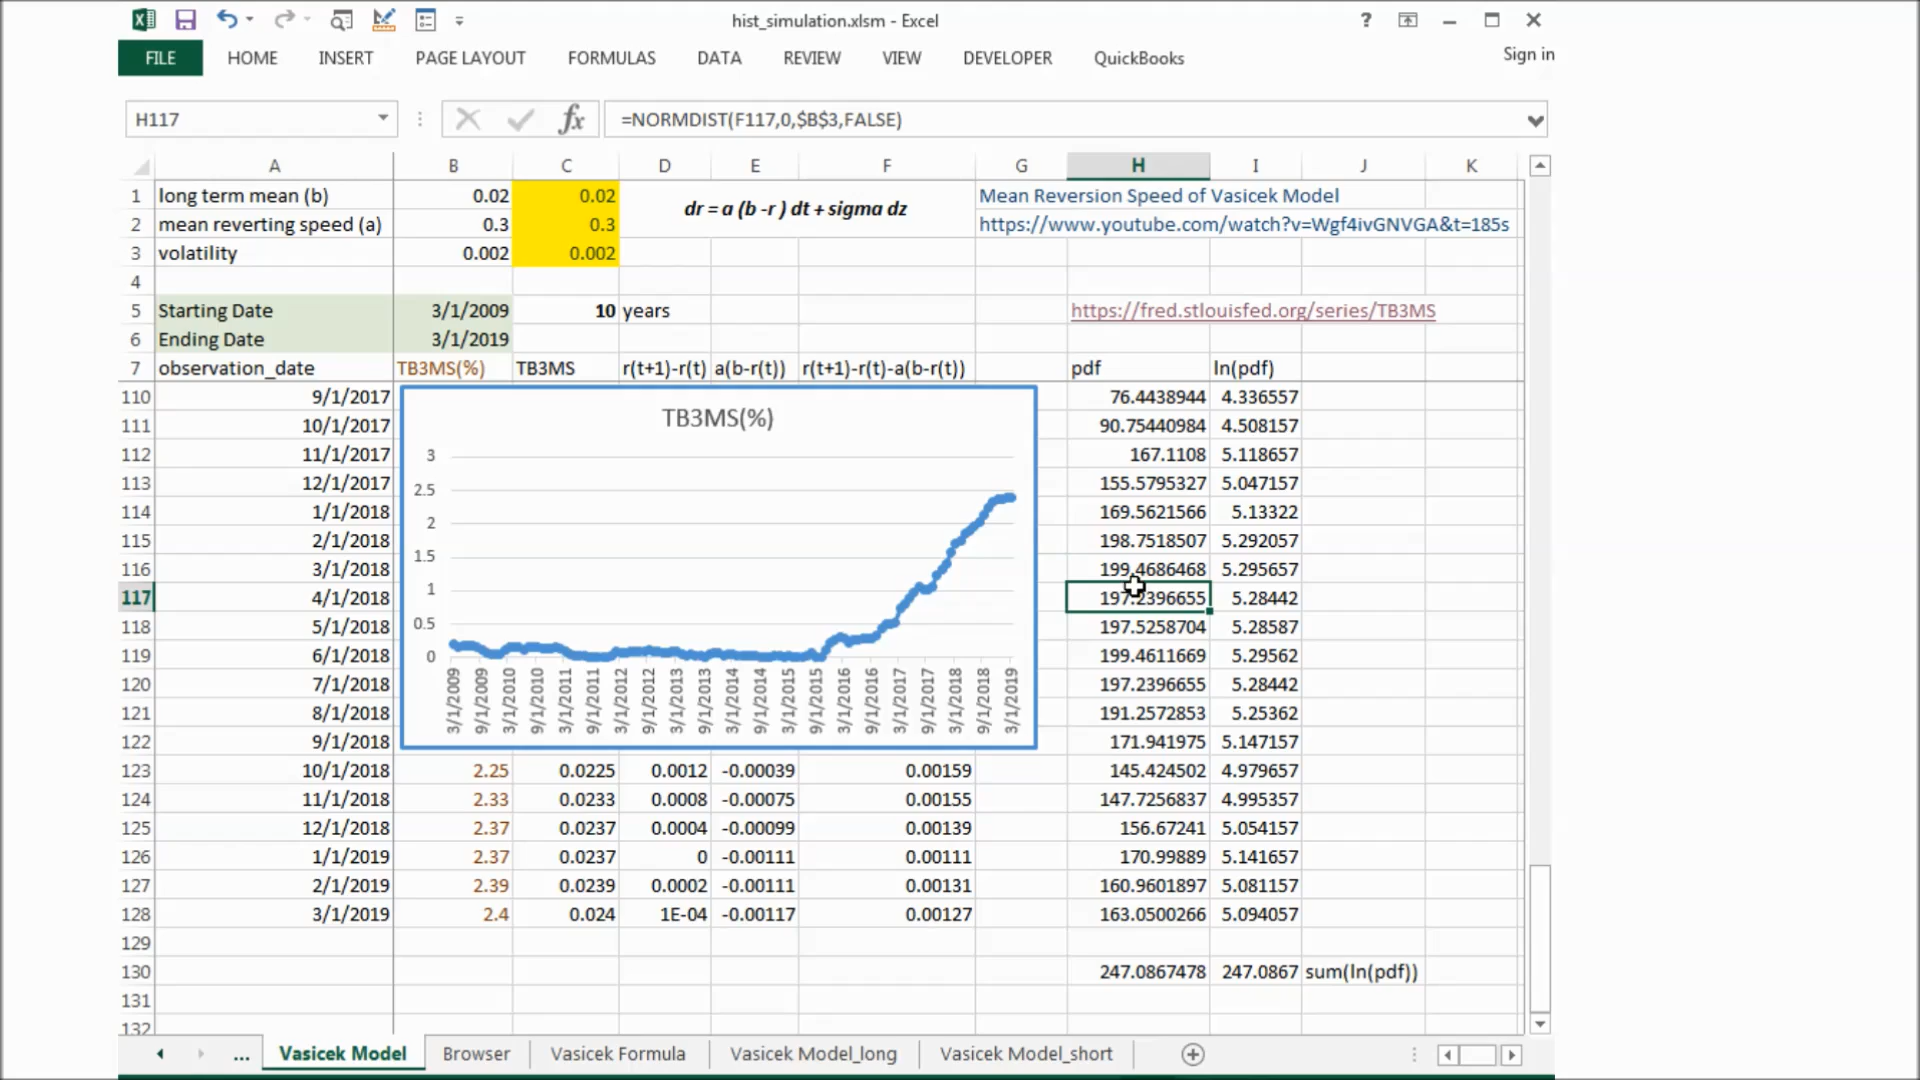 hist_simulation.xlsm - Excel
?
FILE HOME INSERT PAGE LAYOUT FORMULAS DATA REVIEW VIEW DEVELOPER QuickBooks Sign in
H117 fx =NORMDIST(F117,0,$B$3,FALSE)
A B C D E F G H I J K
1 long term mean (b) 0.02 0.02 dr = a (b -r ) dt + sigma dz Mean Reversion Speed of Vasicek Model
2 mean reverting speed (a) 0.3 0.3 https://www.youtube.com/watch?v=Wgf4ivGNVGA&t=185s
3 volatility 0.002 0.002
4
5 Starting Date 3/1/2009 10 years https://fred.stlouisfed.org/series/TB3MS
6 Ending Date 3/1/2019
7 observation_date TB3MS(%) TB3MS r(t+1)-r(t) a(b-r(t)) r(t+1)-r(t)-a(b-r(t)) pdf ln(pdf)
110 9/1/2017 76.4438944 4.336557
111 10/1/2017 90.75440984 4.508157
112 11/1/2017 167.1108 5.118657
113 12/1/2017 155.5795327 5.047157
114 1/1/2018 169.5621566 5.13322
115 2/1/2018 198.7518507 5.292057
116 3/1/2018 199.4686468 5.295657
117 4/1/2018 197.2396655 5.28442
118 5/1/2018 197.5258704 5.28587
119 6/1/2018 199.4611669 5.29562
120 7/1/2018 197.2396655 5.28442
121 8/1/2018 191.2572853 5.25362
122 9/1/2018 171.941975 5.147157
TB3MS(%)
3
2.5
2
1.5
1
0.5
0
3/1/2009 9/1/2009 3/1/2010 9/1/2010 3/1/2011 9/1/2011 3/1/2012 9/1/2012 3/1/2013 9/1/2013 3/1/2014 9/1/2014 3/1/2015 9/1/2015 3/1/2016 9/1/2016 3/1/2017 9/1/2017 3/1/2018 9/1/2018 3/1/2019
123 10/1/2018 2.25 0.0225 0.0012 -0.00039 0.00159 145.424502 4.979657
124 11/1/2018 2.33 0.0233 0.0008 -0.00075 0.00155 147.7256837 4.995357
125 12/1/2018 2.37 0.0237 0.0004 -0.00099 0.00139 156.67241 5.054157
126 1/1/2019 2.37 0.0237 0 -0.00111 0.00111 170.99889 5.141657
127 2/1/2019 2.39 0.0239 0.0002 -0.00111 0.00131 160.9601897 5.081157
128 3/1/2019 2.4 0.024 1E-04 -0.00117 0.00127 163.0500266 5.094057
129
130 247.0867478 247.0867 sum(ln(pdf))
131
132
... Vasicek Model Browser Vasicek Formula Vasicek Model_long Vasicek Model_short